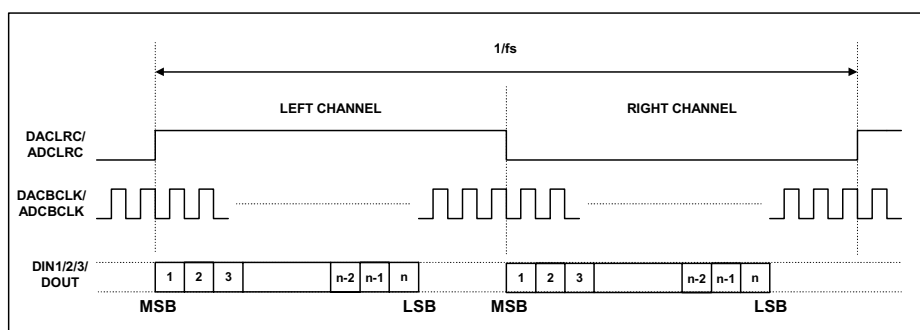 1/fs
LEFT CHANNEL
RIGHT CHANNEL
DACLRC/
ADCLRC
DACBCLK/
ADCBCLK
DIN1/2/3/
DOUT
1 2 3 n-2 n-1 n 1 2 3 n-2 n-1 n
MSB LSB MSB LSB